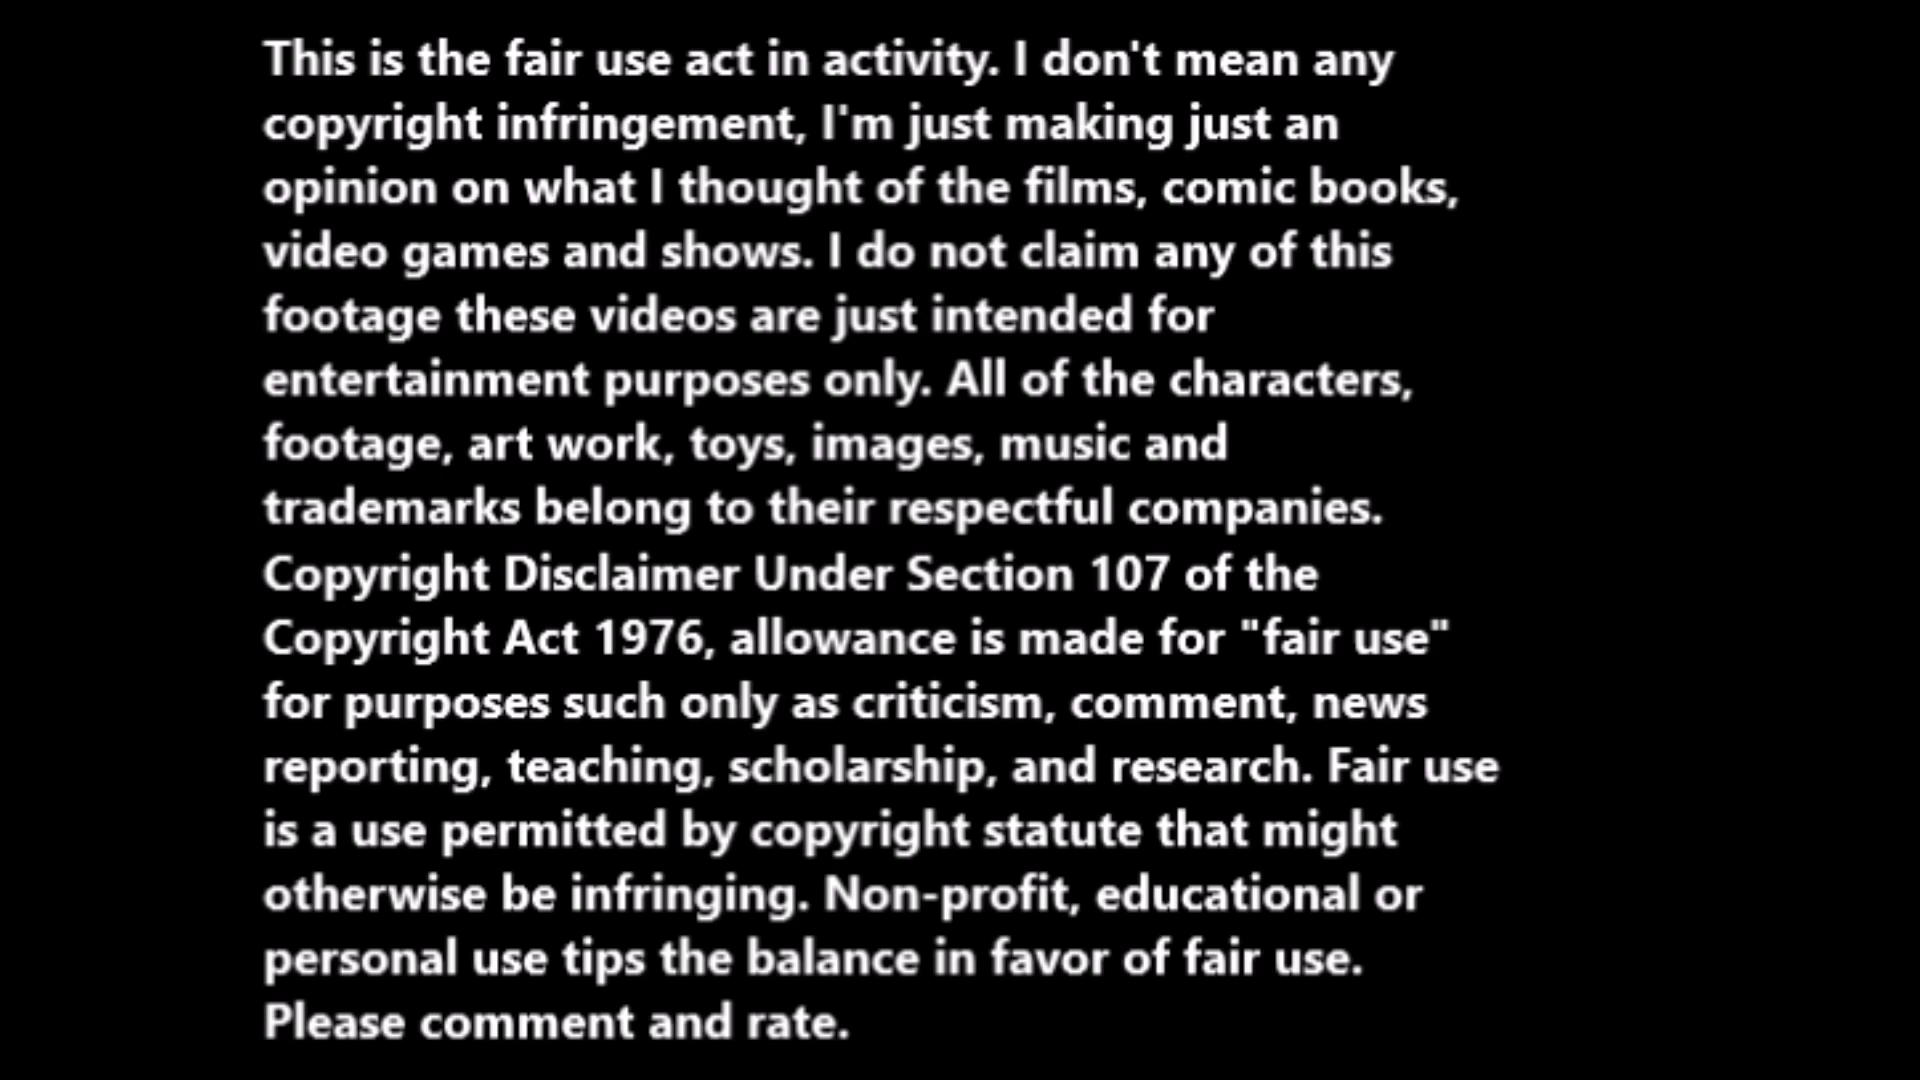 This is the fair use act in activity. I don't mean any
copyright infringement, I'm just making just an
opinion on what I thought of the films, comic books,
video games and shows. I do not claim any of this
footage these videos are just intended for
entertainment purposes only. All of the characters,
footage, art work, toys, images, music and
trademarks belong to their respectful companies.
Copyright Disclaimer Under Section 107 of the
Copyright Act 1976, allowance is made for "fair use"
for purposes such only as criticism, comment, news
reporting, teaching, scholarship, and research. Fair use
is a use permitted by copyright statute that might
otherwise be infringing. Non-profit, educational or
personal use tips the balance in favor of fair use.
Please comment and rate.